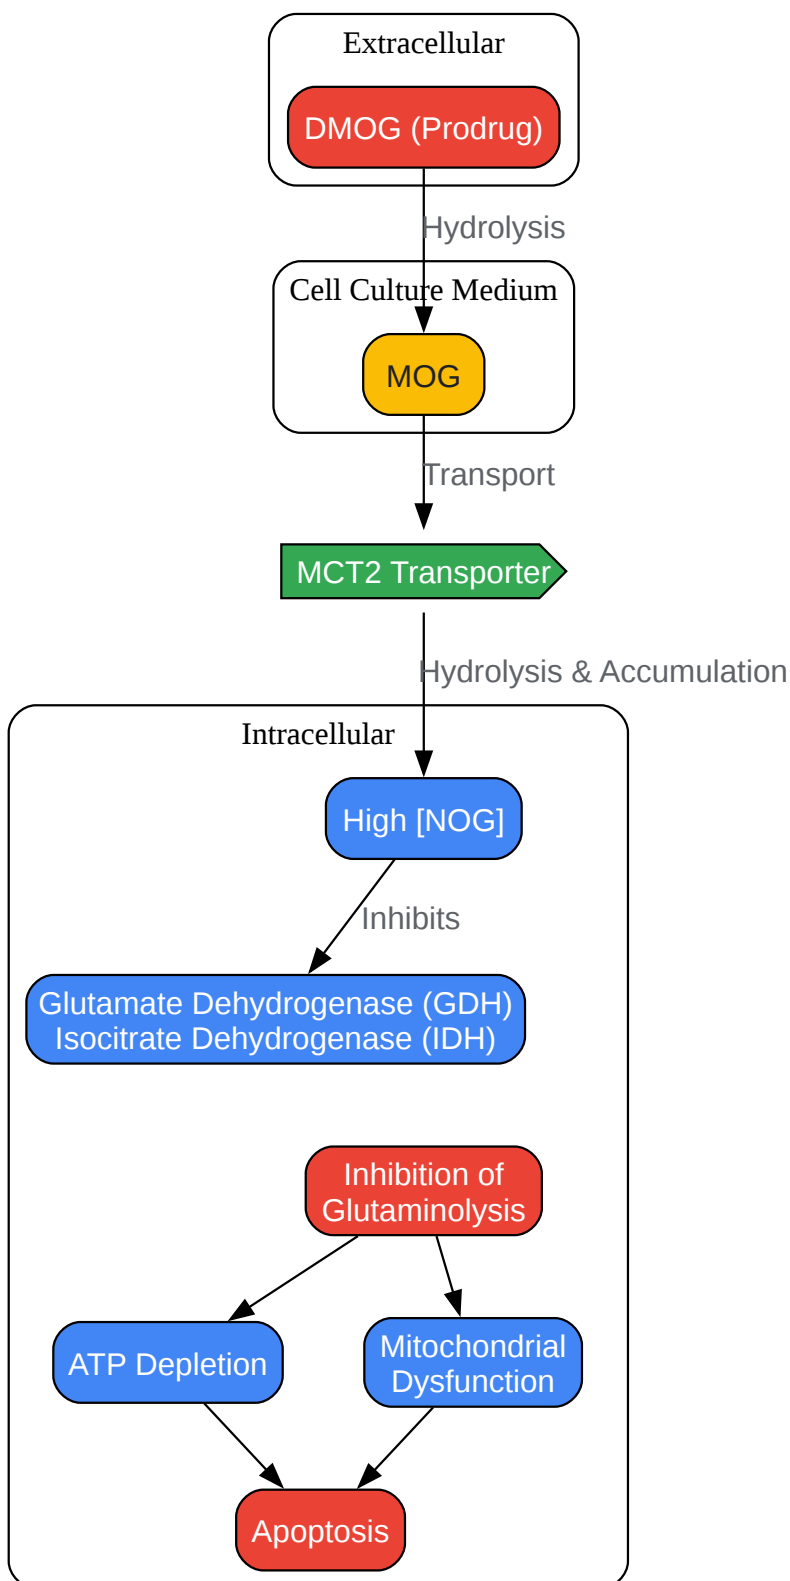 Extracellular
DMOG (Prodrug)
Hydrolysis
Cell Culture Medium
MOG
Transport
MCT2 Transporter
Hydrolysis & Accumulation
Intracellular
High [NOG]
Inhibits
Glutamate Dehydrogenase (GDH)
Isocitrate Dehydrogenase (IDH)
Inhibition of
Glutaminolysis
ATP Depletion
Mitochondrial
Dysfunction
Apoptosis